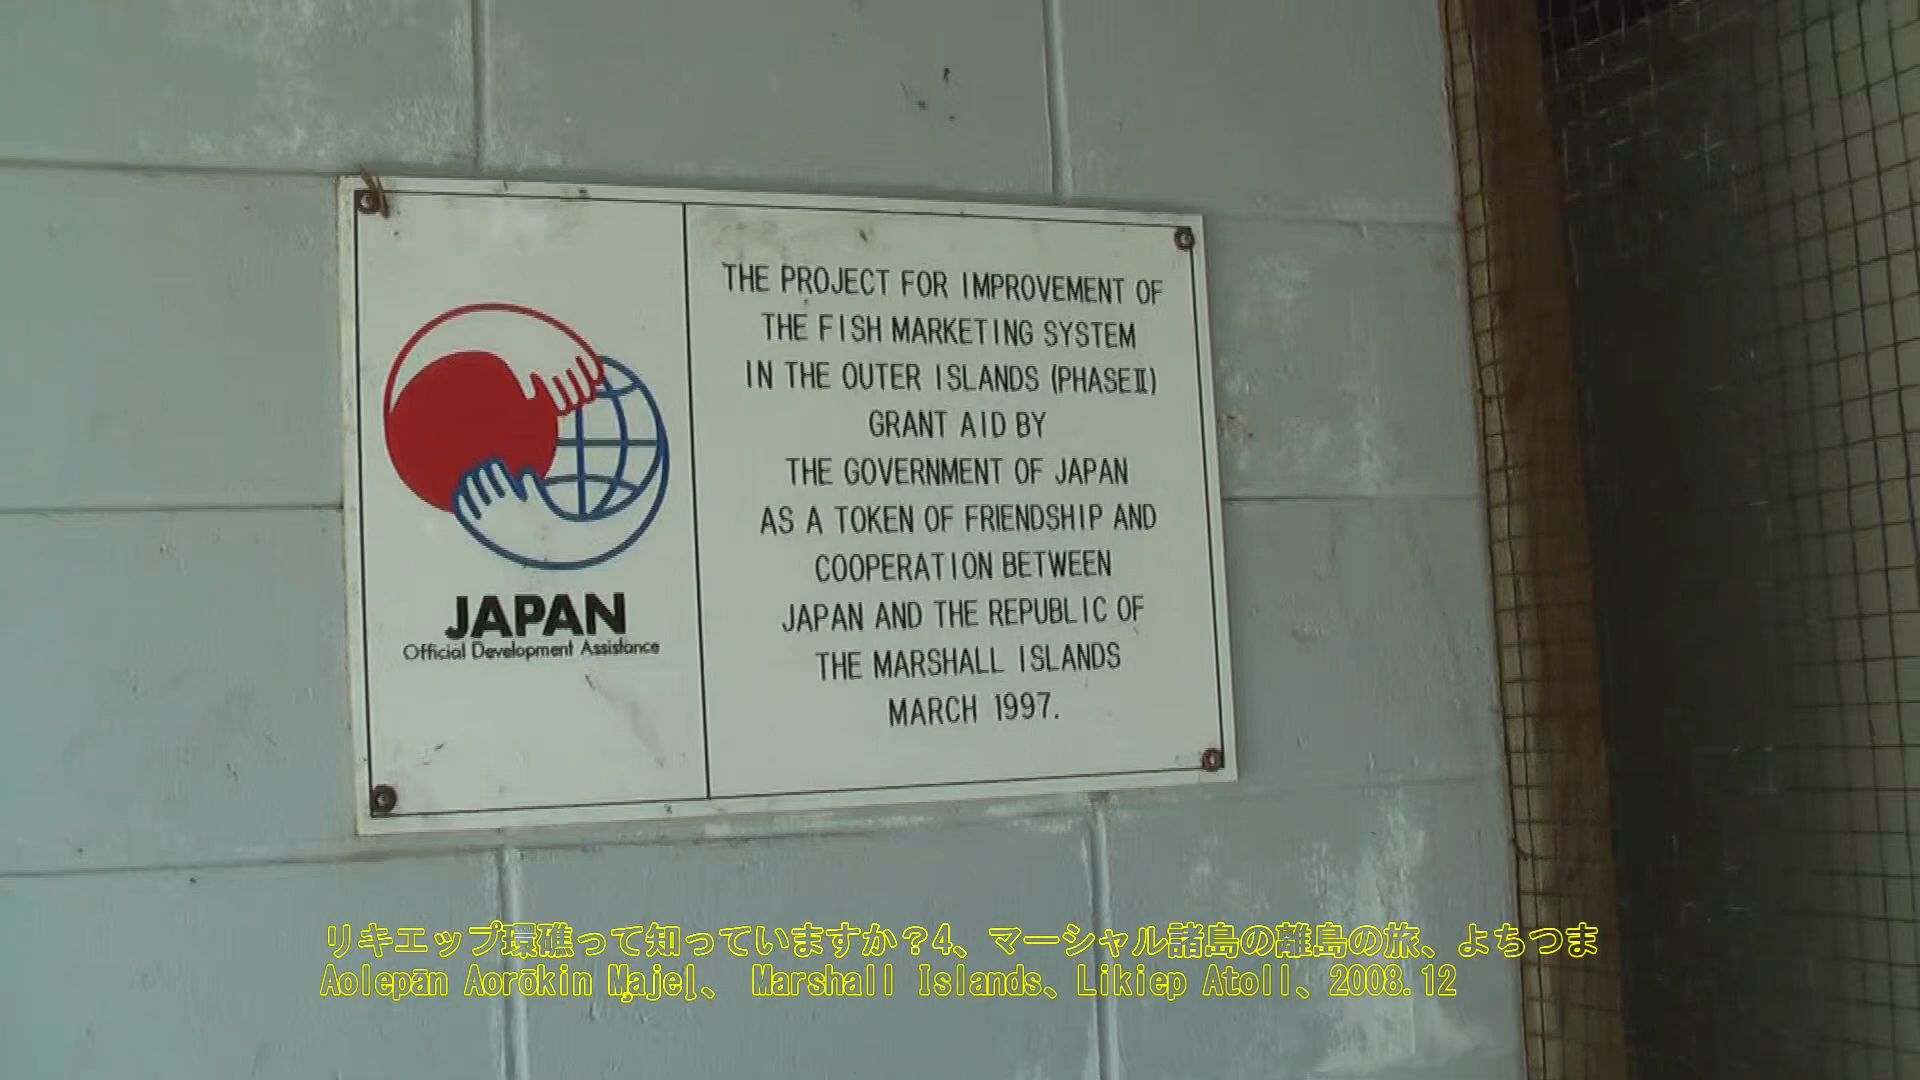 JAPAN
Official Development Assistance
THE PROJECT FOR IMPROVEMENT OF
THE FISH MARKETING SYSTEM
IN THE OUTER ISLANDS (PHASEⅡ)
GRANT AID BY
THE GOVERNMENT OF JAPAN
AS A TOKEN OF FRIENDSHIP AND
COOPERATION BETWEEN
JAPAN AND THE REPUBLIC OF
THE MARSHALL ISLANDS
MARCH 1997.
リキエップ環礁って知っていますか？4、マーシャル諸島の離島の旅、よちつま
Aolepān Aorōkin M̧ajeļ、 Marshall Islands、Likiep Atoll、2008.12